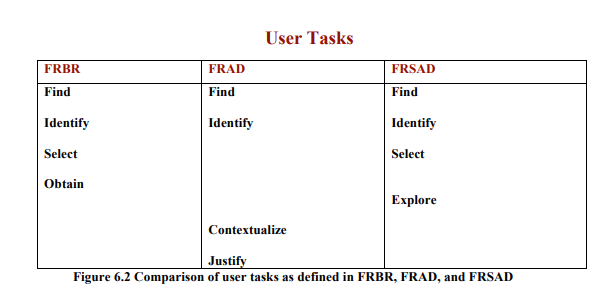 User Tasks
FRBR FRAD FRSAD
Find Find Find
Identify Identify Identify
Select Select
Obtain
Explore
Contextualize
Justify
Figure 6.2 Comparison of user tasks as defined in FRBR, FRAD, and FRSAD